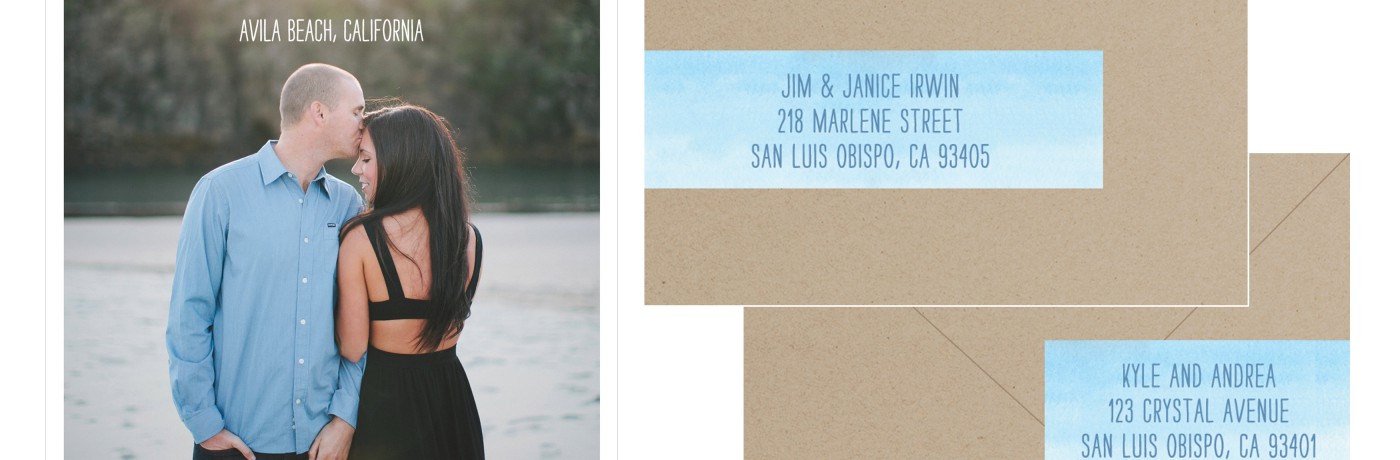 AVILA BEACH, CALIFORNIA
JIM & JANICE IRWIN
218 MARLENE STREET
SAN LUIS OBISPO, CA 93405
KYLE AND ANDREA
123 CRYSTAL AVENUE
SAN LUIS OBISPO, CA 93401